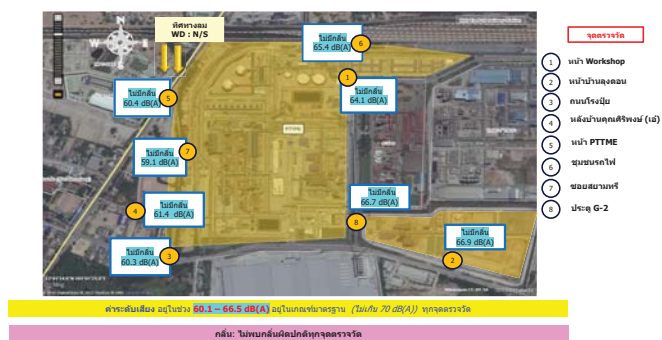 ทิศทางลม
WD : N/S
N
W
E
S
ไม่มีกลิ่น
65.4 dB(A)
6
ไม่มีกลิ่น
60.4 dB(A)
5
1
ไม่มีกลิ่น
64.1 dB(A)
ไม่มีกลิ่น
59.1 dB(A)
7
4
ไม่มีกลิ่น
61.4 dB(A)
ไม่มีกลิ่น
66.7 dB(A)
8
ไม่มีกลิ่น
60.3 dB(A)
3
ไม่มีกลิ่น
66.9 dB(A)
2
จุดตรวจวัด
1 หน้า Workshop
2 หน้าบ้านลุงดอน
3 ถนนโรงปุ๋ย
4 หลังบ้านคุณศิริพงษ์ (เอ๋)
5 หน้า PTTME
6 ชุมชนรถไฟ
7 ซอยสยามทรี
8 ประตู G-2
ค่าระดับเสียง อยู่ในช่วง 60.1 – 66.5 dB(A) อยู่ในเกณฑ์มาตรฐาน (ไม่เกิน 70 dB(A)) ทุกจุดตรวจวัด
กลิ่น: ไม่พบกลิ่นผิดปกติทุกจุดตรวจวัด